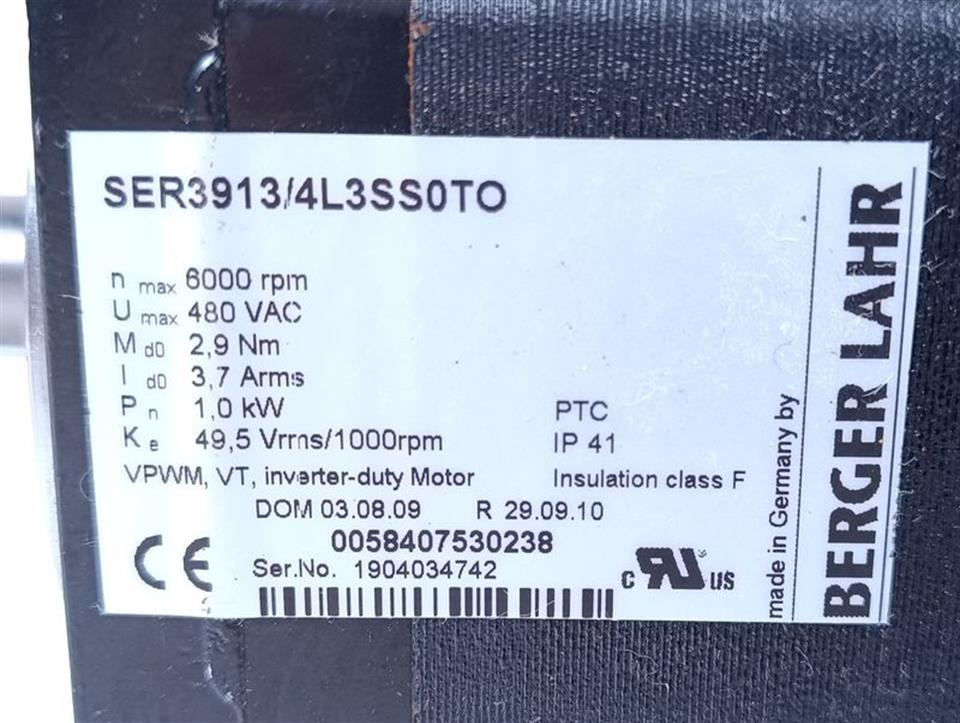 SER3913/4L3SS0TO
n max 6000 rpm
U max 480 VAC
M d0 2,9 Nm
I d0 3,7 Arms
P n 1,0 kW
PTC
K e 49,5 Vrms/1000rpm
IP 41
VPWM, VT, inverter-duty Motor
Insulation class F
DOM 03.08.09 R 29.09.10
0058407530238
Ser.No. 1904034742
CE
c RU US
made in Germany by
BERGER LAHR